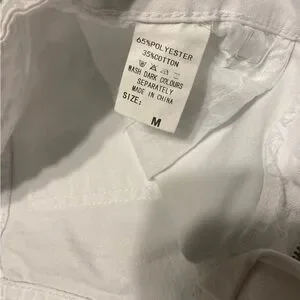 65%POLYESTER
35%COTTON
WASH DARK COLOURS
SEPARATELY
MADE IN CHINA
SIZE:
M